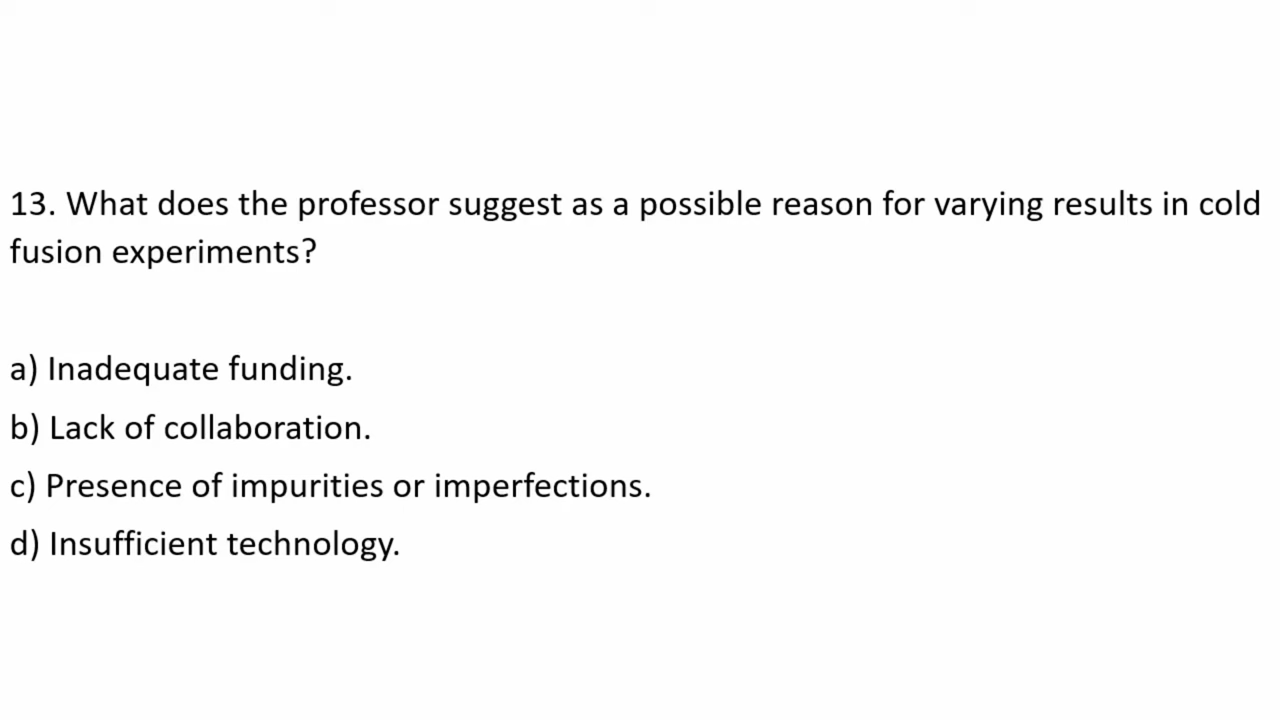 13. What does the professor suggest as a possible reason for varying results in cold
fusion experiments?
a) Inadequate funding.
b) Lack of collaboration.
c) Presence of impurities or imperfections.
d) Insufficient technology.